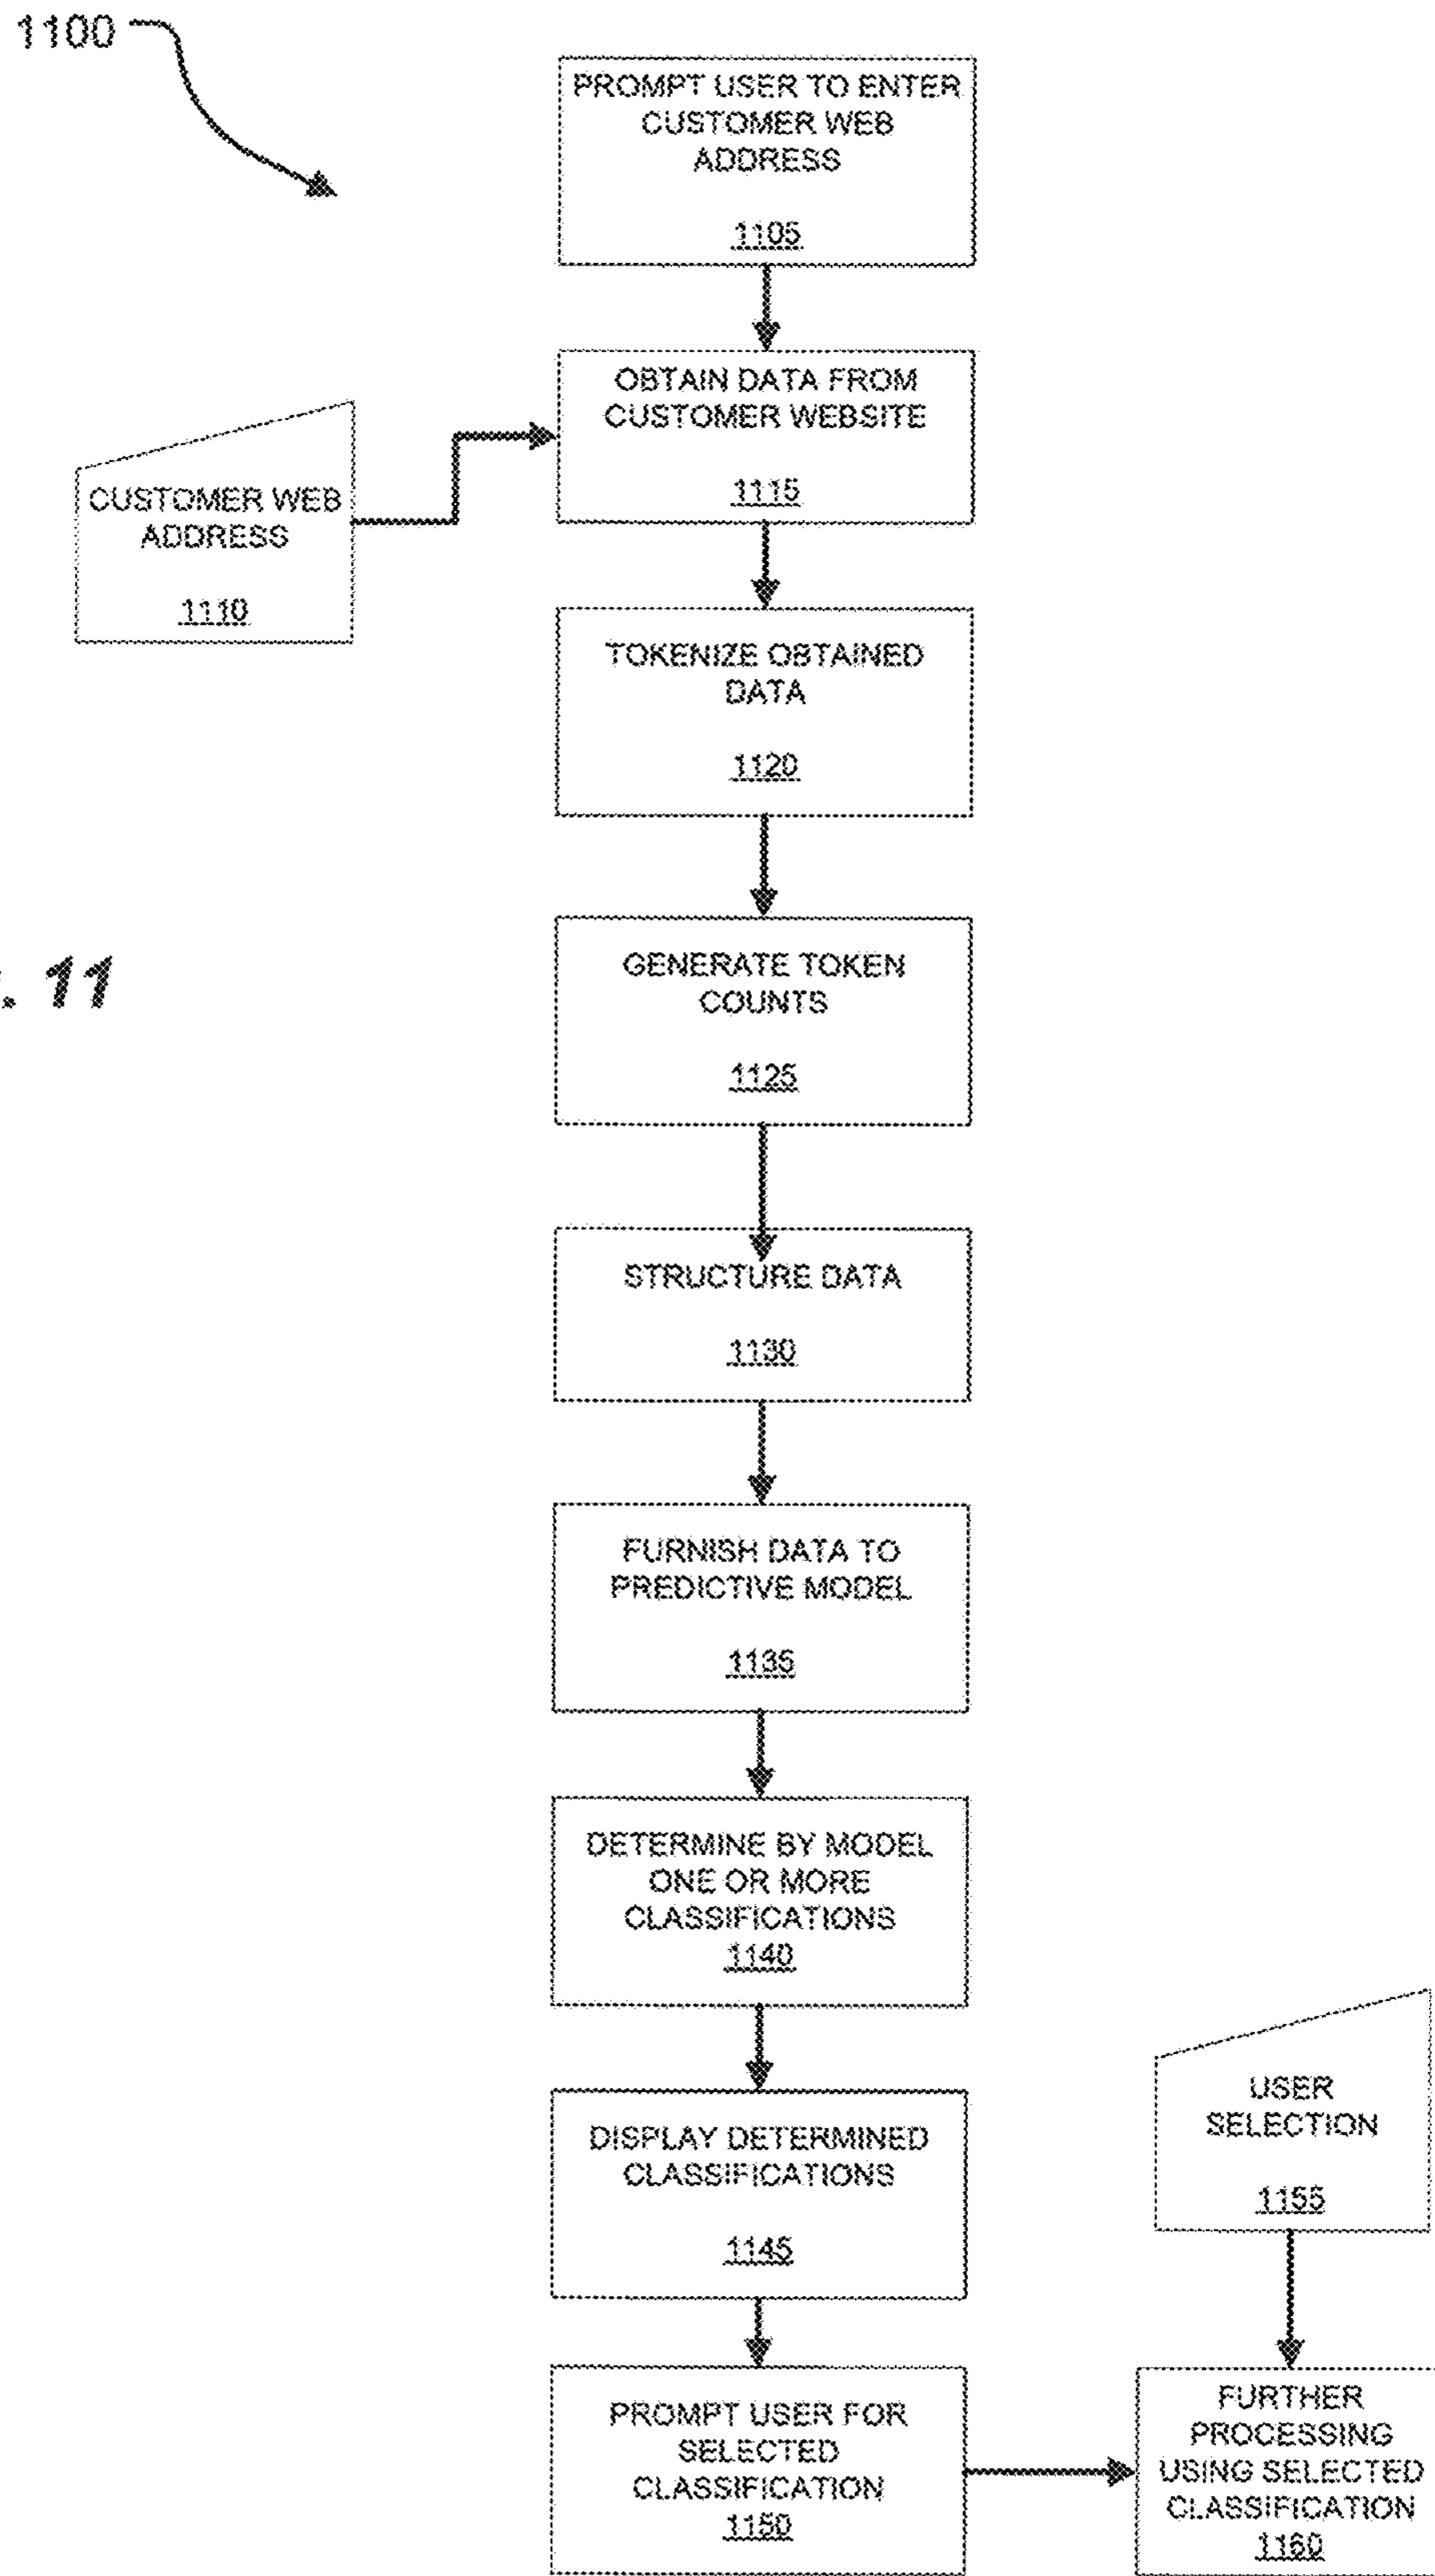 1100
PROMPT USER TO ENTER
CUSTOMER WEB
ADDRESS
1105
OBTAIN DATA FROM
CUSTOMER WEBSITE
1115
CUSTOMER WEB
ADDRESS
1110
TOKENIZE OBTAINED
DATA
1120
. 11
GENERATE TOKEN
COUNTS
1125
STRUCTURE DATA
1130
FURNISH DATA TO
PREDICTIVE MODEL
1135
DETERMINE BY MODEL
ONE OR MORE
CLASSIFICATIONS
1140
DISPLAY DETERMINED
CLASSIFICATIONS
1145
USER
SELECTION
1155
PROMPT USER FOR
SELECTED
CLASSIFICATION
1150
FURTHER
PROCESSING
USING SELECTED
CLASSIFICATION
1160